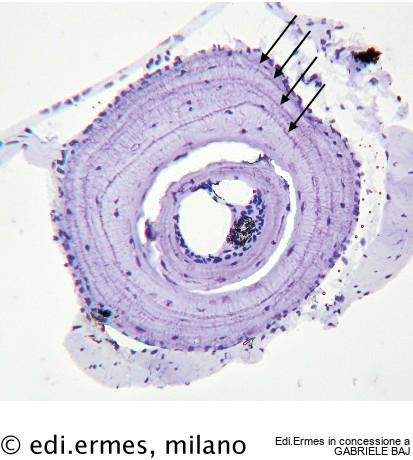 © edi.ermes, milano
Edi.Ermes in concessione a
GABRIELE BAJ